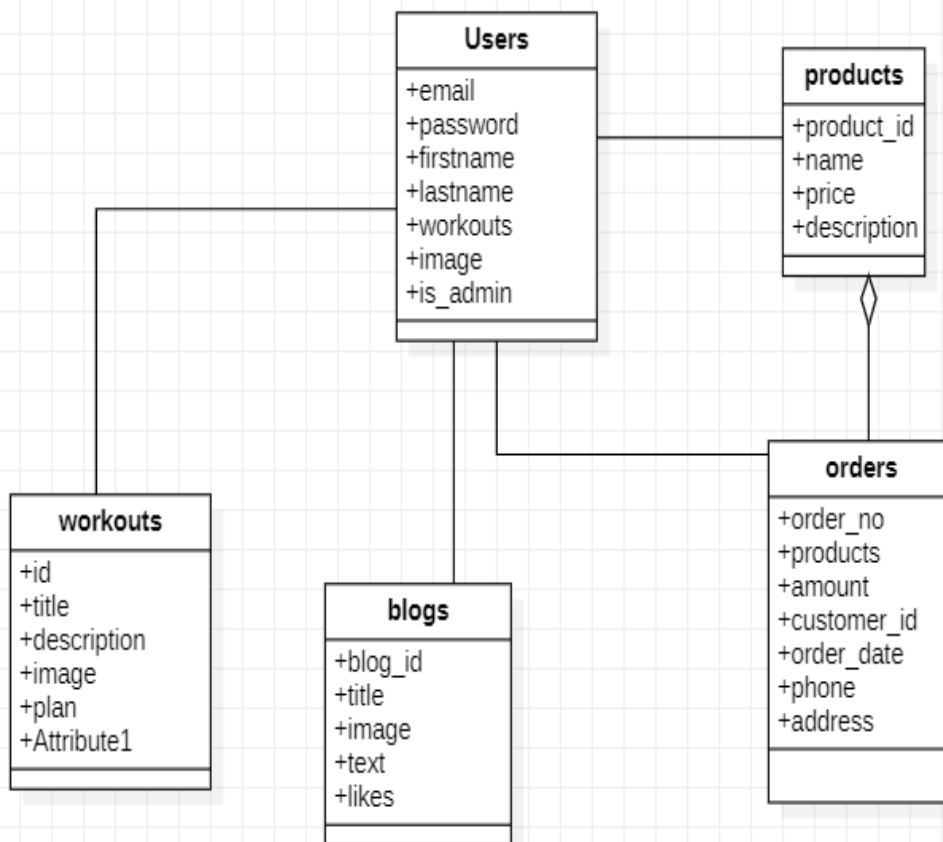 Users
+email
+password
+firstname
+lastname
+workouts
+image
+is_admin
products
+product_id
+name
+price
+description
workouts
+id
+title
+description
+image
+plan
+Attribute1
blogs
+blog_id
+title
+image
+text
+likes
orders
+order_no
+products
+amount
+customer_id
+order_date
+phone
+address